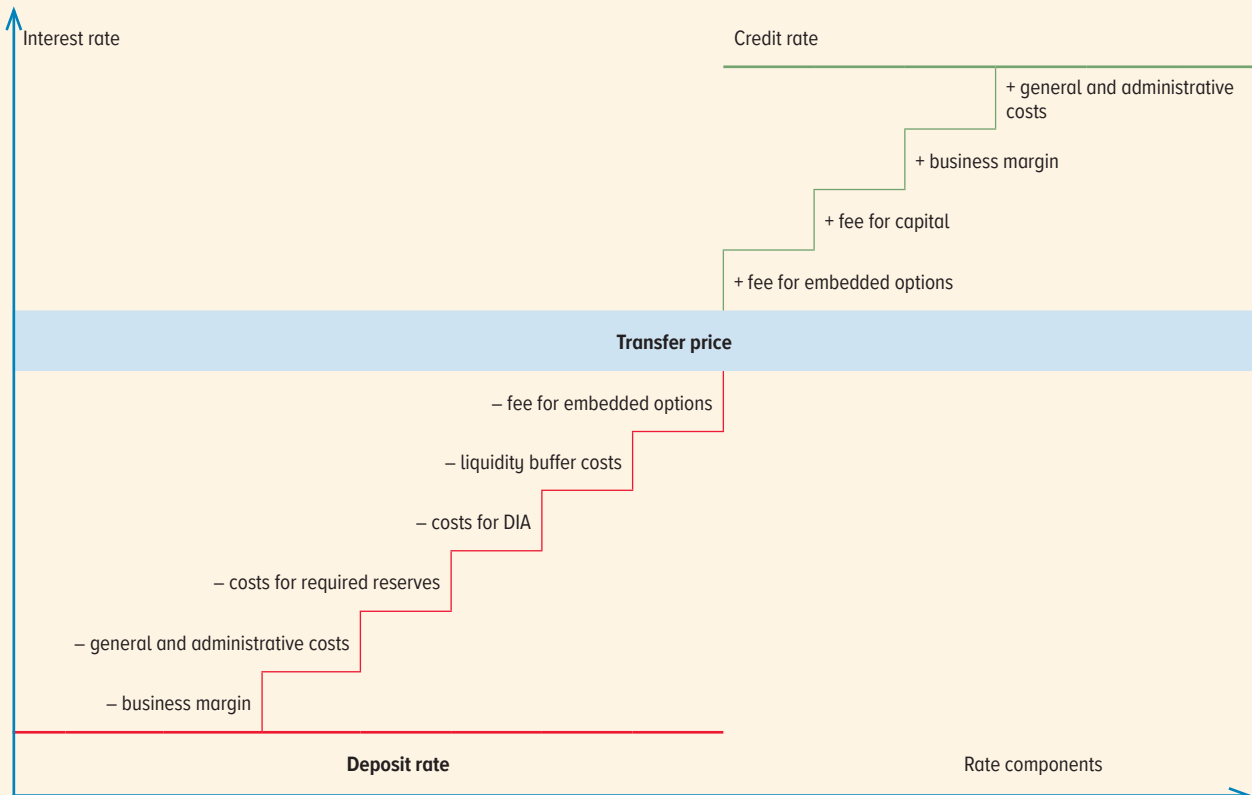 Interest rate
Credit rate
+ general and administrative
costs
+ business margin
+ fee for capital
+ fee for embedded options
Transfer price
– fee for embedded options
– liquidity buffer costs
– costs for DIA
– costs for required reserves
– general and administrative costs
– business margin
Deposit rate
Rate components